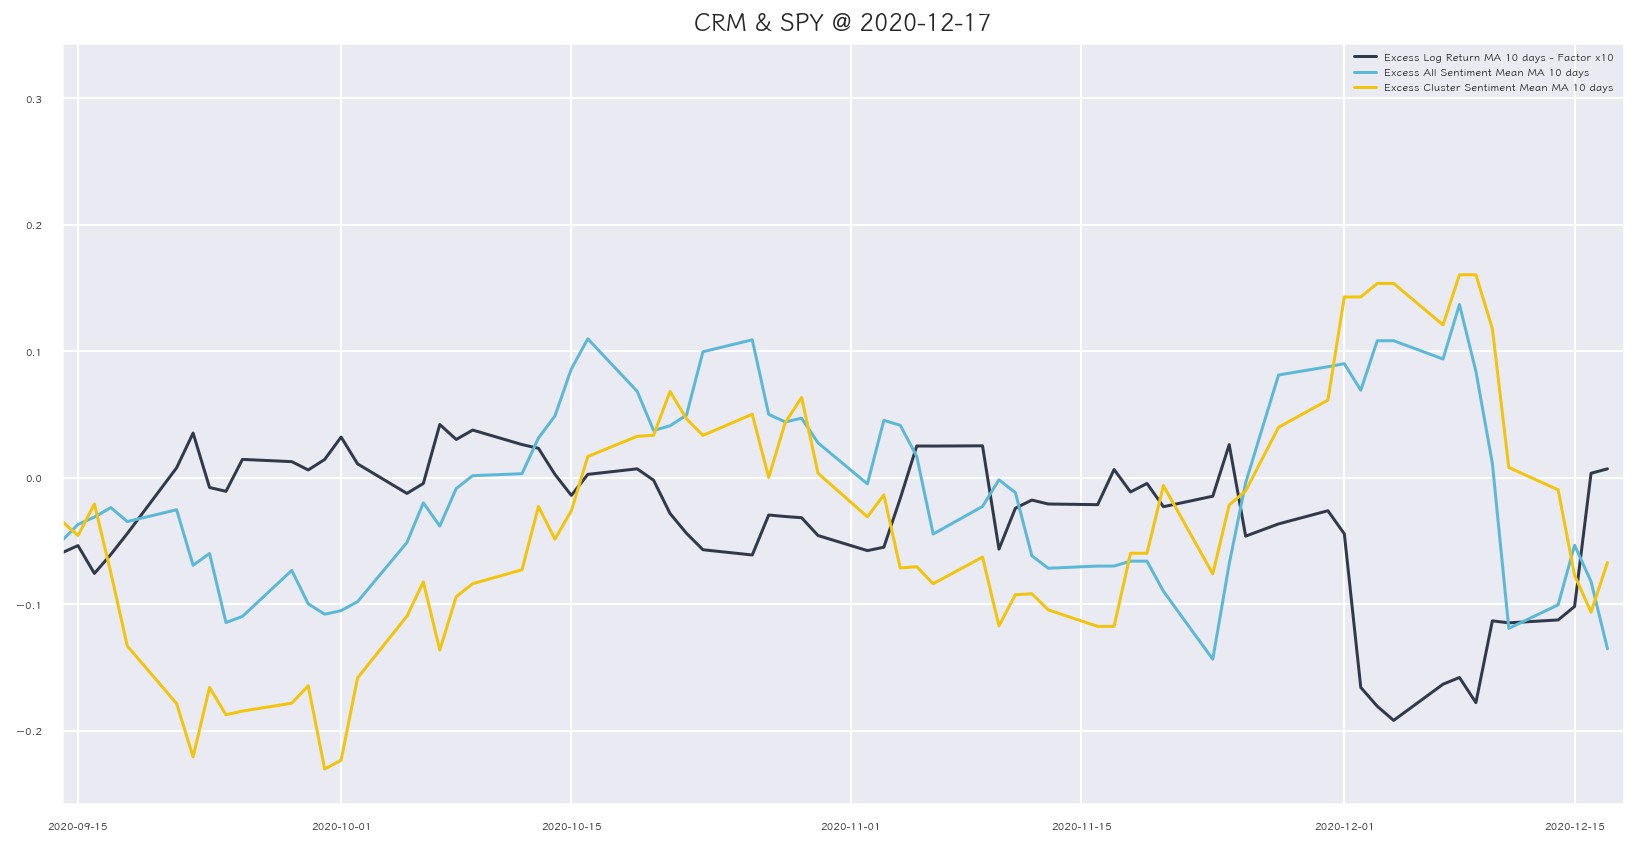 CRM & SPY @ 2020-12-17
Excess Log Return MA 10 days - Factor x10
Excess All Sentiment Mean MA 10 days
Excess Cluster Sentiment Mean MA 10 days
0.3
0.2
0.1
0.0
−0.1
−0.2
2020-09-15 2020-10-01 2020-10-15 2020-11-01 2020-11-15 2020-12-01 2020-12-15